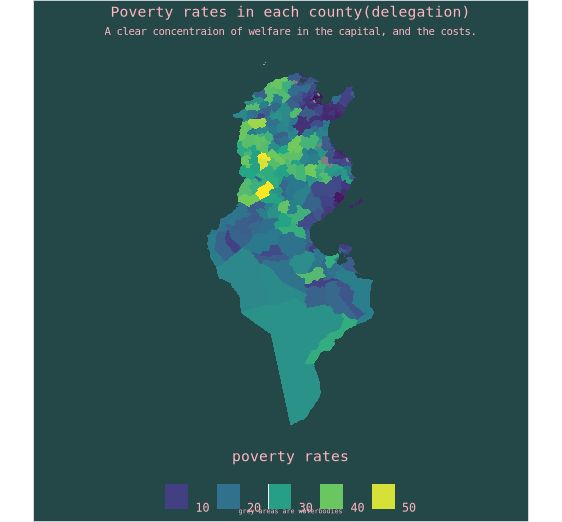 Poverty rates in each county(delegation)
A clear concentraion of welfare in the capital, and the costs.
poverty rates
10 20 30 40 50
grey areas are waterbodies